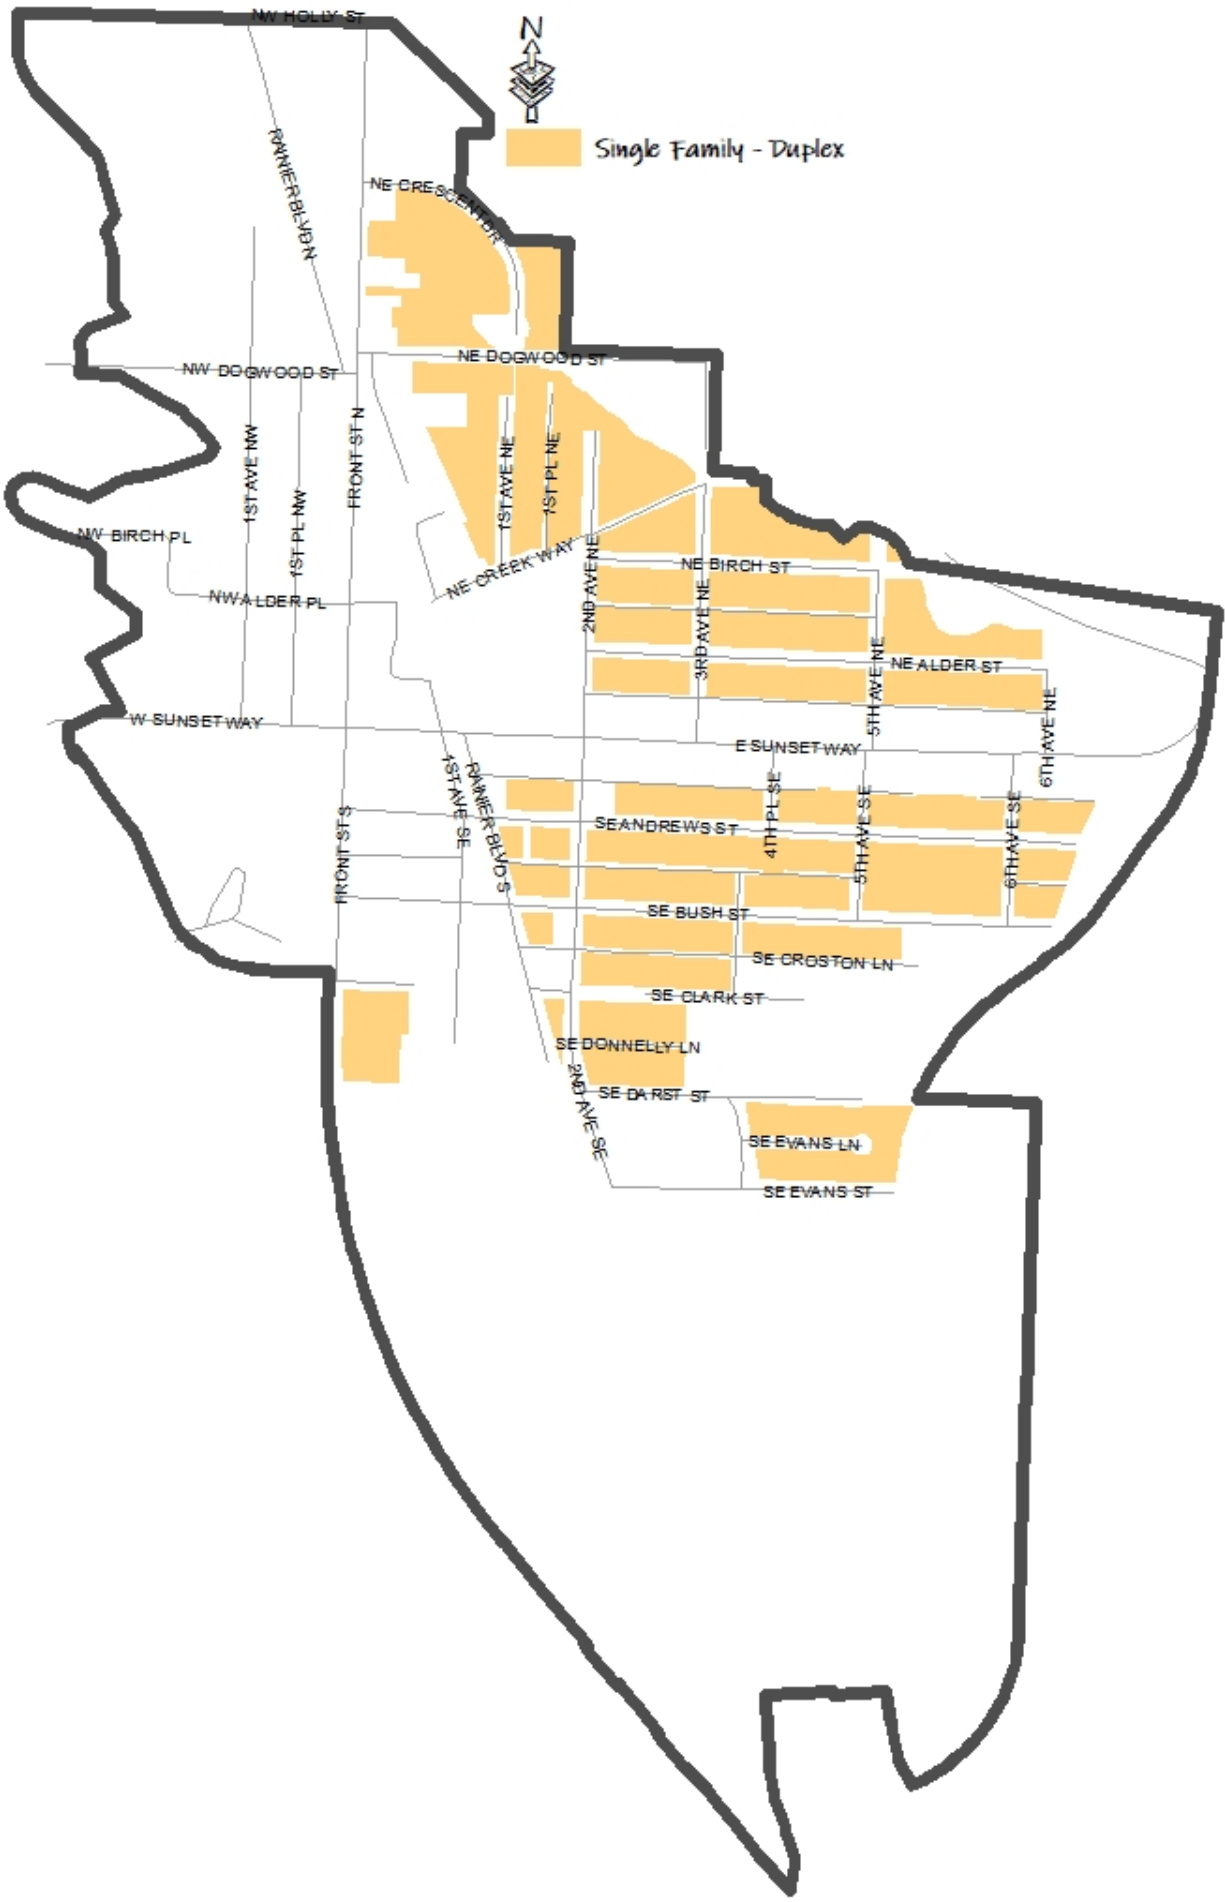 NW HOLLY ST
N
Single Family - Duplex
RAINIER BLVD N
NE CRESCENT DR
NE DOGWOOD ST
NW DOGWOOD ST
FRONT ST N
1ST AVE NW
1ST PL NW
1ST AVE NE
1ST PL NE
NW BIRCH PL
NE CREEK WAY
2ND AVE NE
NE BIRCH ST
3RD AVE NE
NW ALDER PL
5TH AVE NE
NE ALDER ST
6TH AVE NE
W SUNSET WAY
E SUNSET WAY
1ST AVE SE
RAINIER BLVD S
FRONT ST S
SE ANDREWS ST
4TH PL SE
5TH AVE SE
6TH AVE SE
SE BUSH ST
SE CROSTON LN
SE CLARK ST
SE DONNELLY LN
2ND AVE SE
SE DARST ST
SE EVANS LN
SE EVANS ST